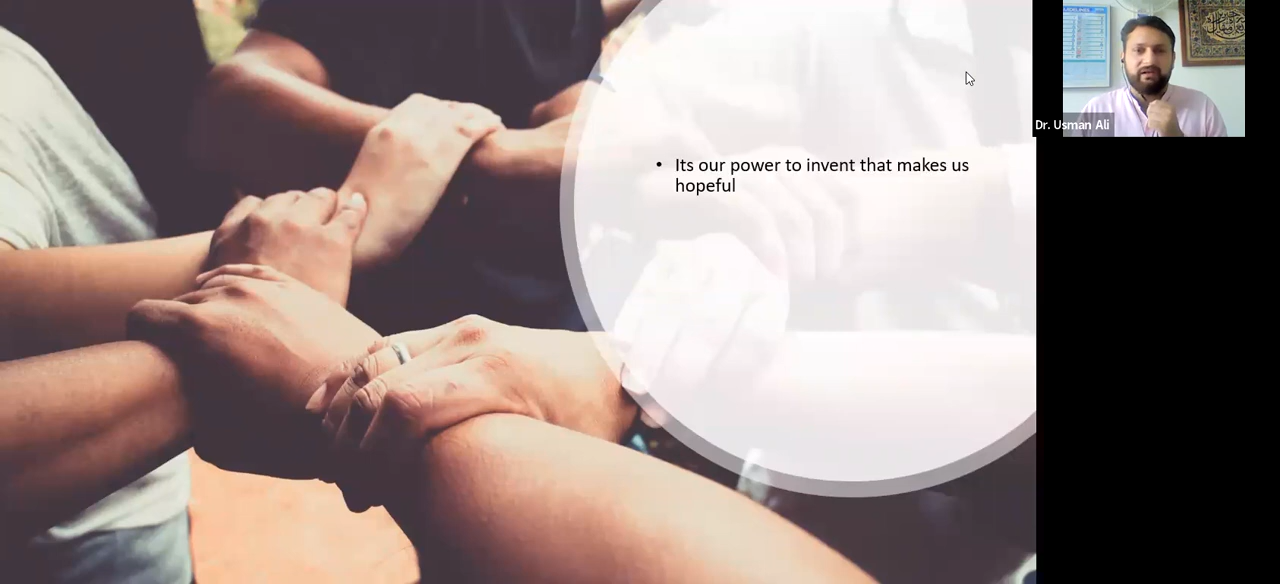 • Its our power to invent that makes us
hopeful
Dr. Usman Ali